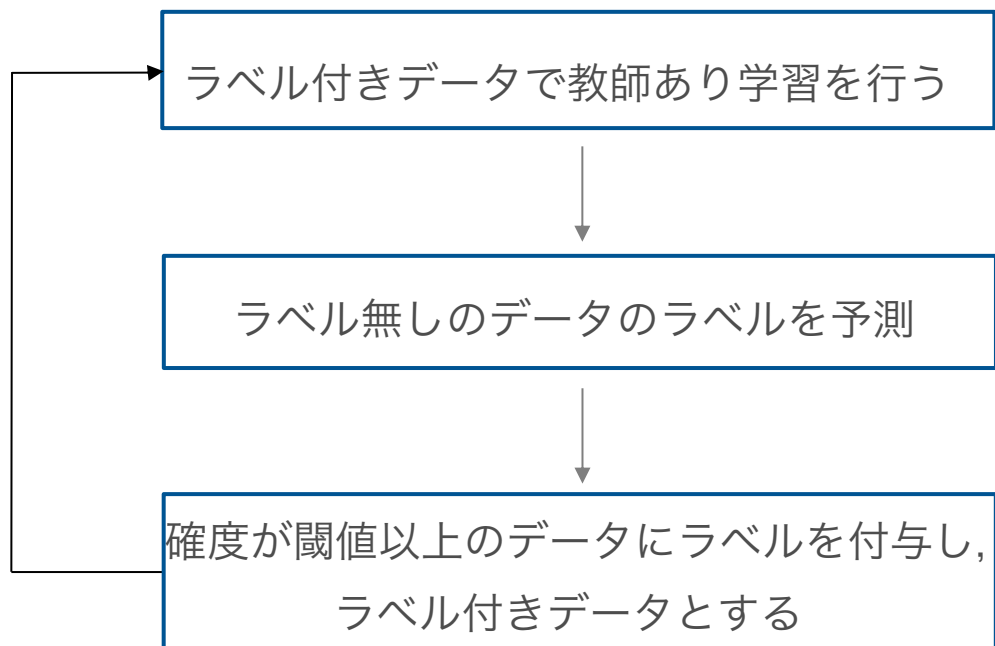 ラベル付きデータで教師あり学習を行う
ラベル無しのデータのラベルを予測
確度が閾値以上のデータにラベルを付与し,
ラベル付きデータとする